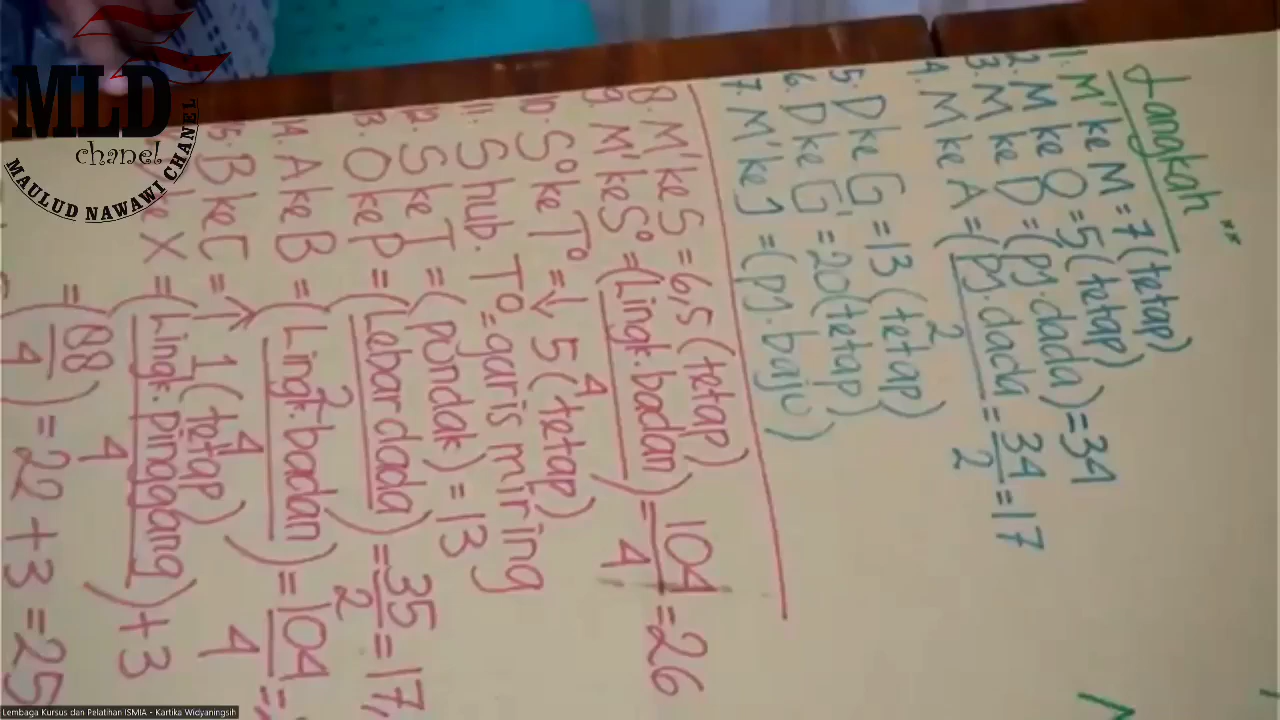 MLD
chanel
MAULUD NAWAWI CHANEL
Langkah"
1. M' ke M = 7 (tetap)
2. M ke O = 5 (tetap)
3. M ke D = (pj. dada) = 34
4. M ke A = (pj. dada = 34 = 17
2 2
5. D ke G = 13 (tetap)
6. D ke G' = 20 (tetap)
7. M' ke J = (pj. baju)
8. M' ke S = 6,5 (tetap)
9. M' ke S° = (Lingk. badan) = 104 = 26
4 4
10. S° ke T° = ↓ 5 (tetap)
11. S hub. T° = garis miring
12. S ke T = (pundak) = 13
13. O ke P = (Lebar dada) = 35 = 17,
2 2
14. A ke B = (Lingk. badan) = 104 =
4 4
15. B ke C = ↑ 1 (tetap)
ke X = (Lingk. pinggang) + 3
4
= (88) = 22 + 3 = 25
4
Lembaga Kursus dan Pelatihan ISMIA - Kartika Widyaningsih